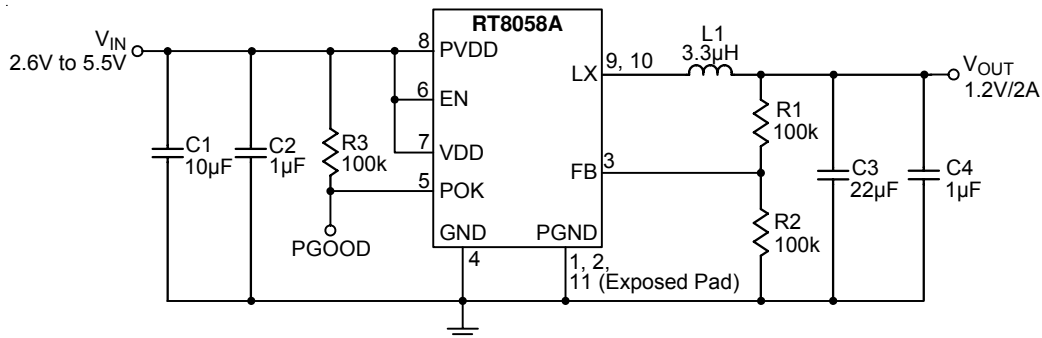 RT8058A
VIN
2.6V to 5.5V
8
PVDD
6
EN
7
VDD
5
POK
GND
4
PGND
1, 2,
11 (Exposed Pad)
C1
10μF
C2
1μF
R3
100k
PGOOD
LX
9, 10
L1
3.3μH
FB
3
R1
100k
R2
100k
C3
22μF
C4
1μF
VOUT
1.2V/2A